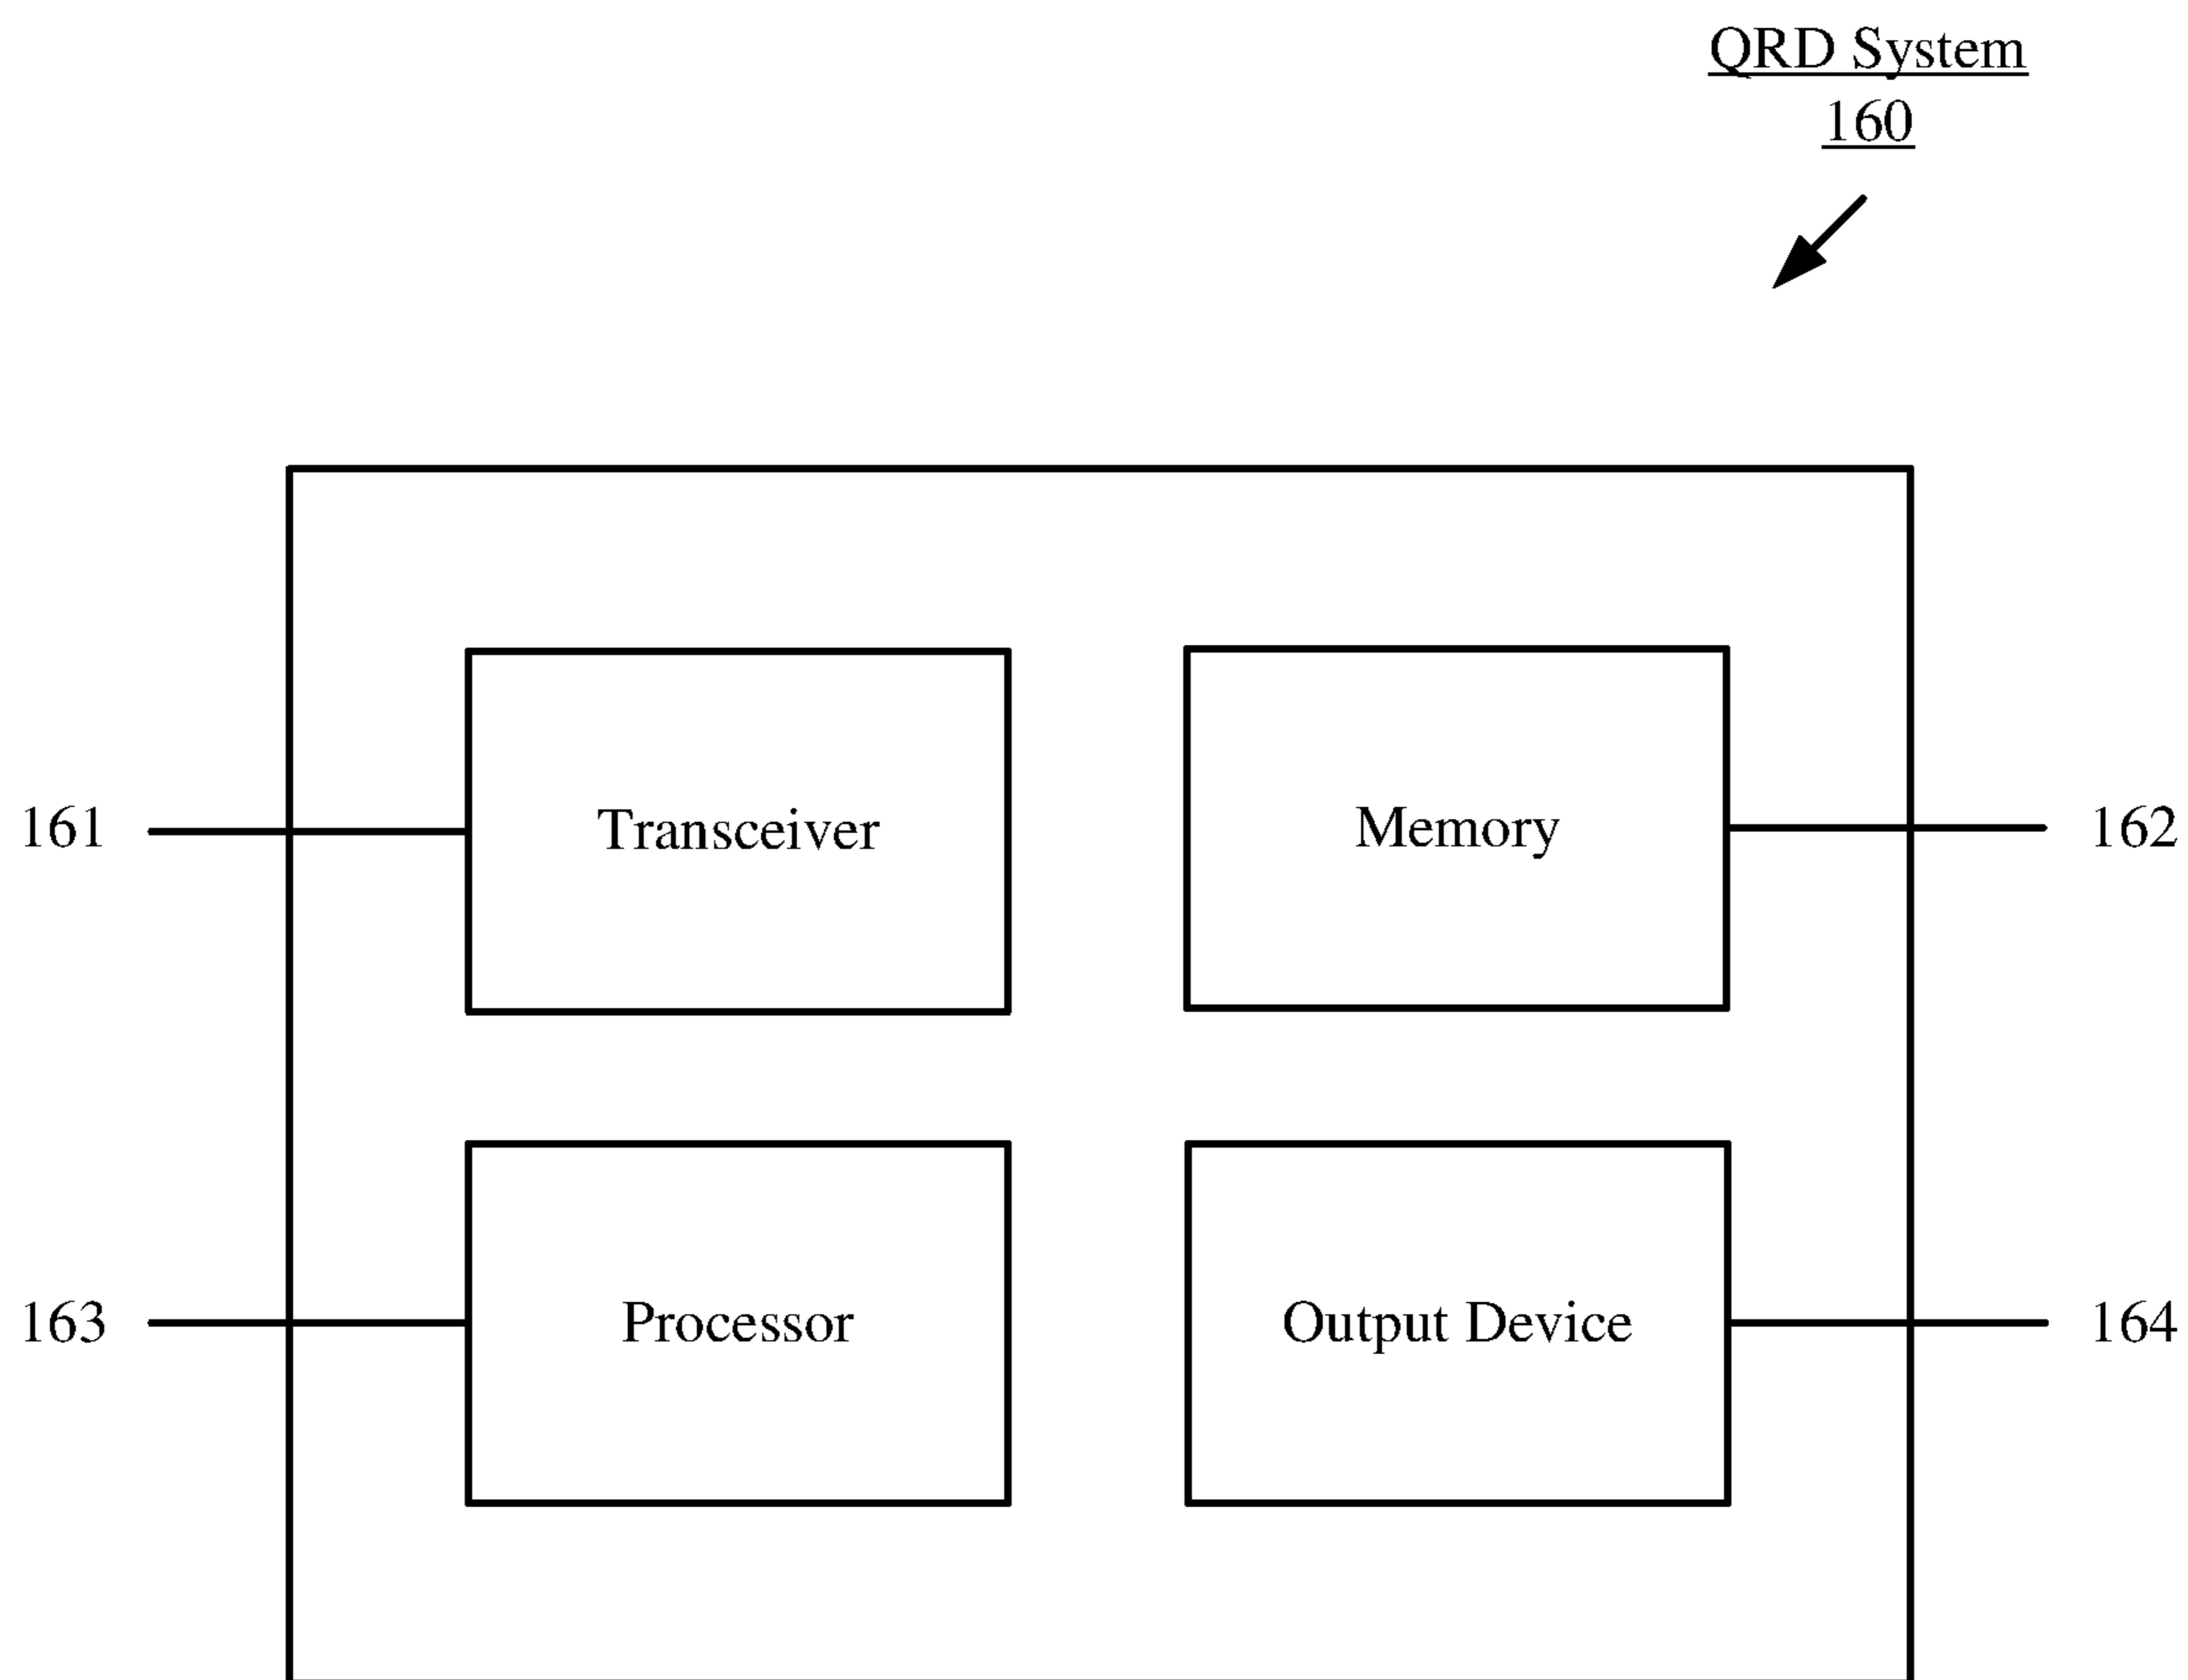 QRD System
160
161 Transceiver Memory 162
163 Processor Output Device 164